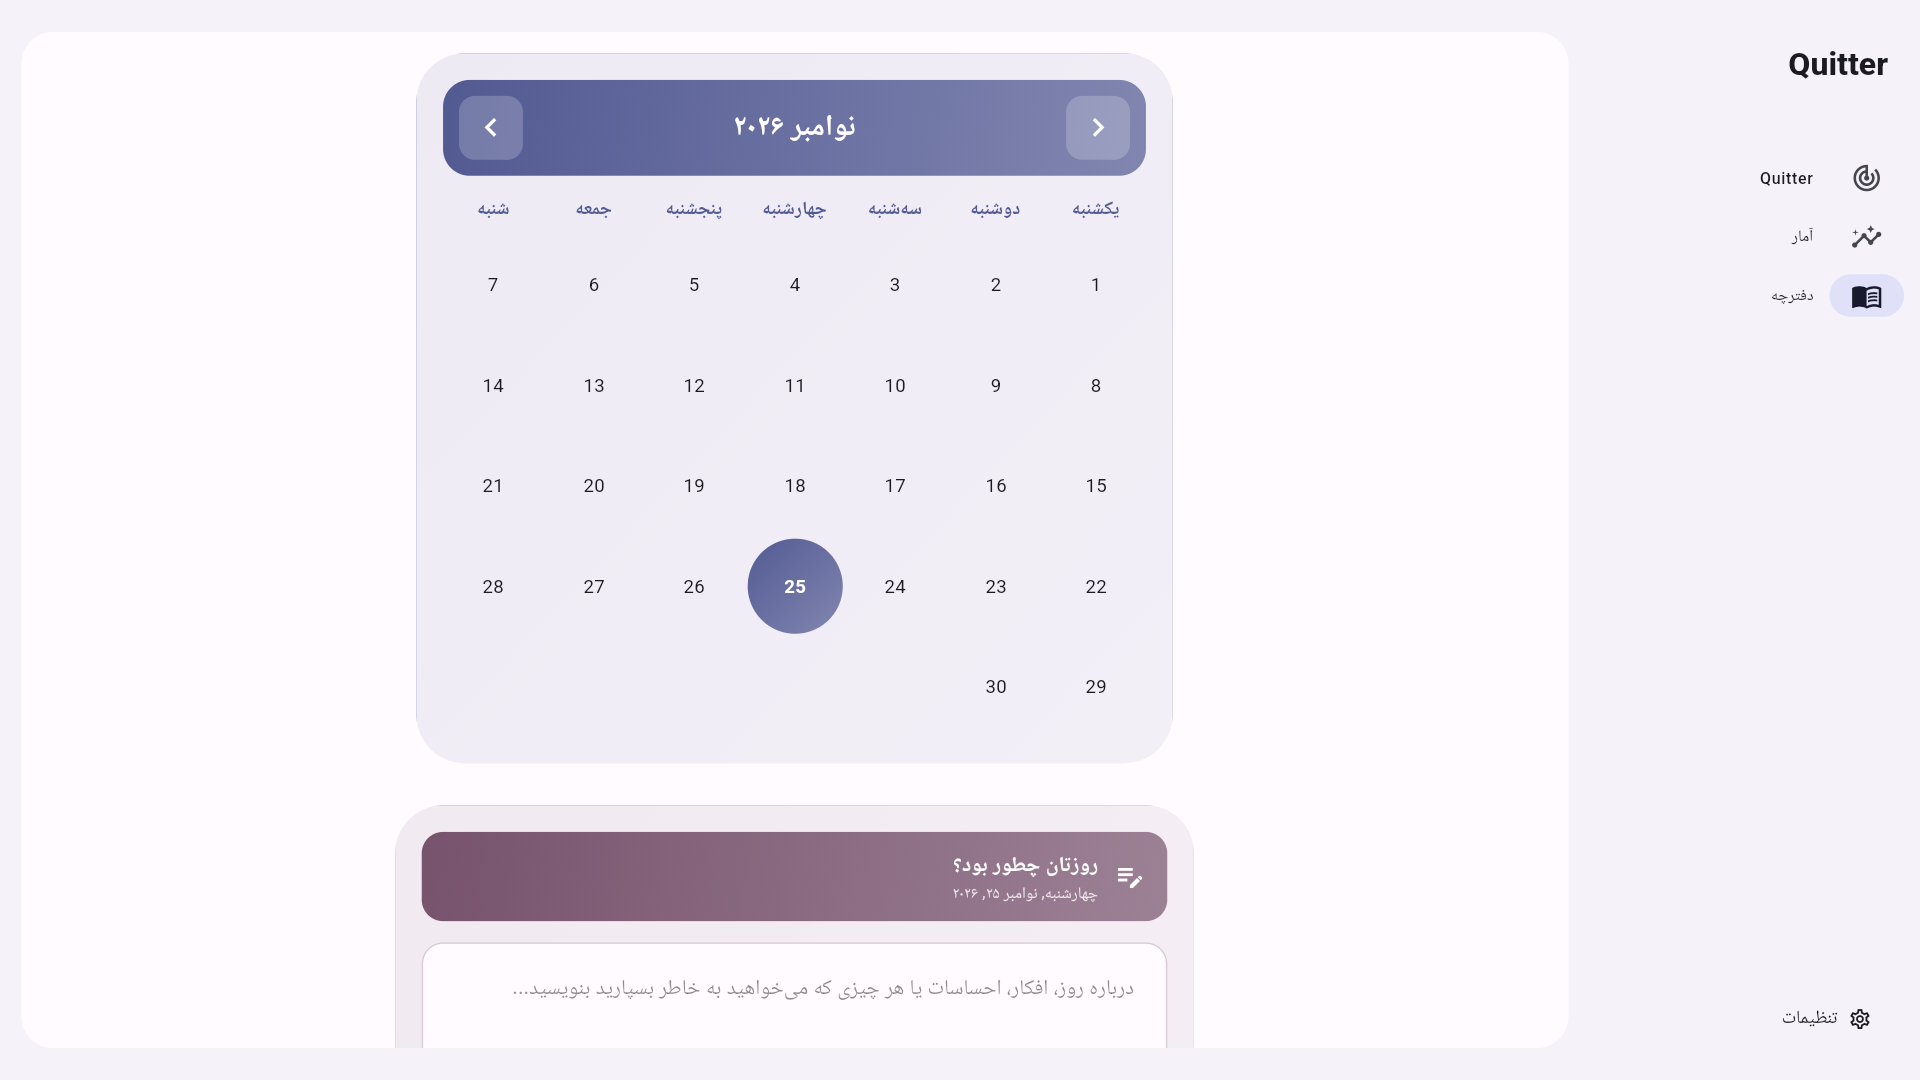 Quitter
Quitter
آمار
دفترچه
تنظیمات
نوامبر ۲۰۲۶
یکشنبه دوشنبه سه‌شنبه چهارشنبه پنجشنبه جمعه شنبه
1 2 3 4 5 6 7
8 9 10 11 12 13 14
15 16 17 18 19 20 21
22 23 24 25 26 27 28
29 30
روزتان چطور بود؟
چهارشنبه, نوامبر ۲۵, ۲۰۲۶
درباره روز، افکار، احساسات یا هر چیزی که می‌خواهید به خاطر بسپارید بنویسید...